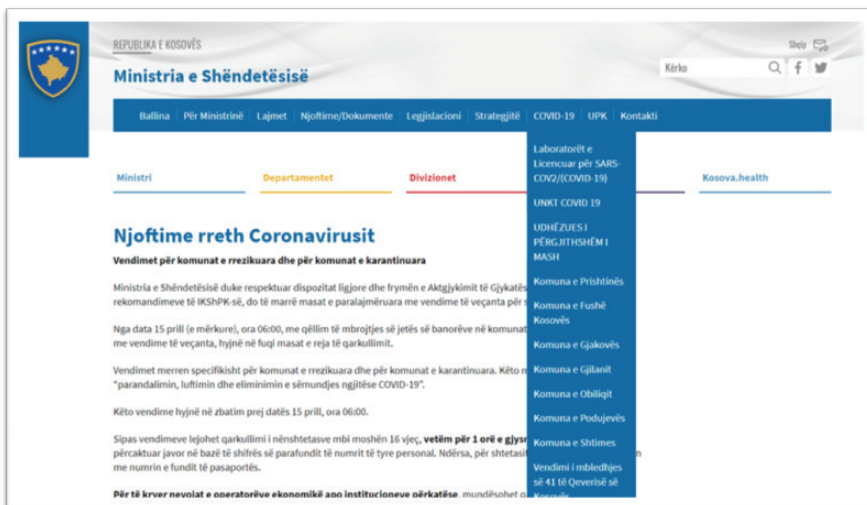 REPUBLIKA E KOSOVËS
Shqip
Ministria e Shëndetësisë
Kërko
Ballina Për Ministrinë Lajmet Njoftime/Dokumente Legjislacioni Strategjitë COVID-19 UPK Kontakti
Ministri Departamentet Divizionet Kosova.health
Laboratorët e
Licencuar për SARS-
COV2/(COVID-19)
UNKT COVID 19
UDHËZUES I
PËRGJITHSHËM I
MASH
Komuna e Prishtinës
Komuna e Fushë
Kosovës
Komuna e Gjakovës
Komuna e Gjilanit
Komuna e Obiliqit
Komuna e Podujevës
Komuna e Shtimes
Vendimi i mbledhjes
së 41 të Qeverisë së
Kosovës
Njoftime rreth Coronavirusit
Vendimet për komunat e rrezikuara dhe për komunat e karantinuara
Ministria e Shëndetësisë duke respektuar dispozitat ligjore dhe frymën e Aktgjykimit të Gjykatës
rekomandimeve të IKShPK-së, do të marrë masat e paralajmëruara me vendime të veçanta për
Nga data 15 prill (e mërkure), ora 06:00, me qëllim të mbrojtjes së jetës së banorëve në komunat
me vendime të veçanta, hyjnë në fuqi masat e reja të qarkullimit.
Vendimet merren specifikisht për komunat e rrezikuara dhe për komunat e karantinuara. Këto
"parandalimin, luftimin dhe eliminimin e sëmundjes ngjitëse COVID-19".
Këto vendime hyjnë në zbatim prej datës 15 prill, ora 06:00.
Sipas vendimeve lejohet qarkullimi i nënshtetasve mbi moshën 16 vjeç, vetëm për 1 orë e
përcaktuar javor në bazë të shifrës së parafundit të numrit të tyre personal. Ndërsa, për
me numrin e fundit të pasaportës.
Për të kryer nevojat e operatorëve ekonomikë apo institucioneve përkatëse, mundësohet